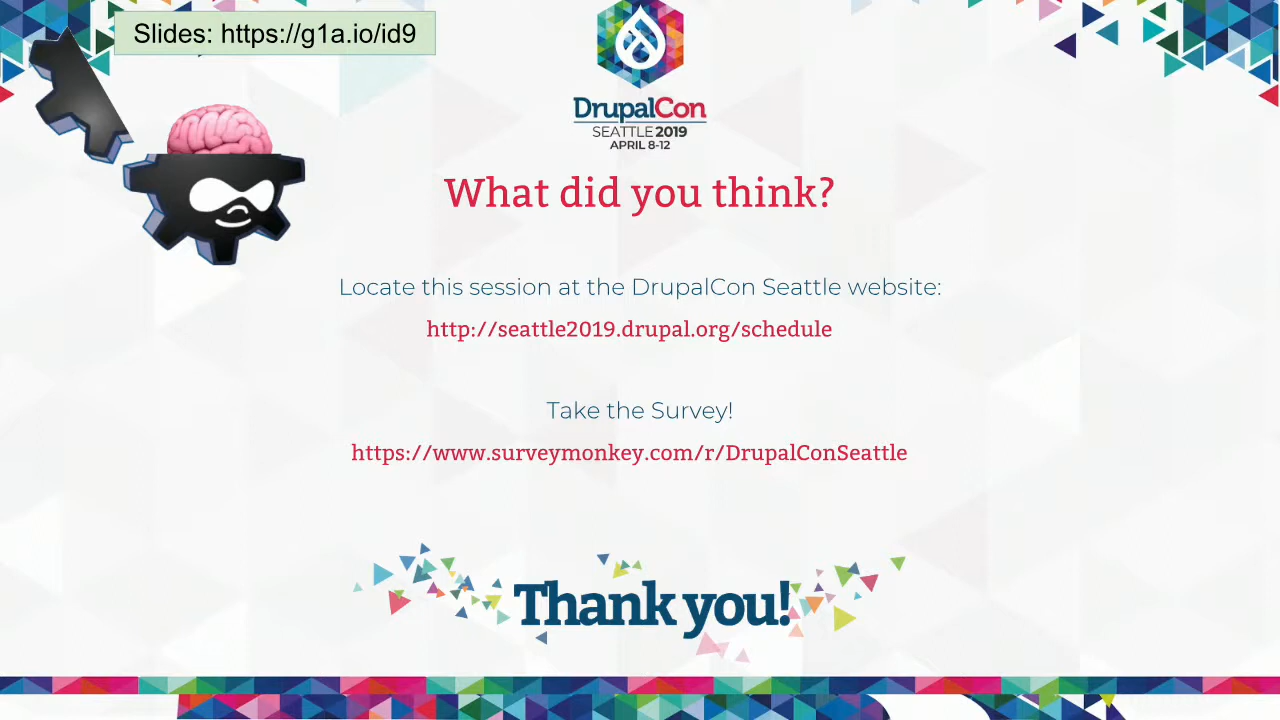 Slides: https://g1a.io/id9
DrupalCon
SEATTLE 2019
APRIL 8-12
What did you think?
Locate this session at the DrupalCon Seattle website:
http://seattle2019.drupal.org/schedule
Take the Survey!
https://www.surveymonkey.com/r/DrupalConSeattle
Thank you!